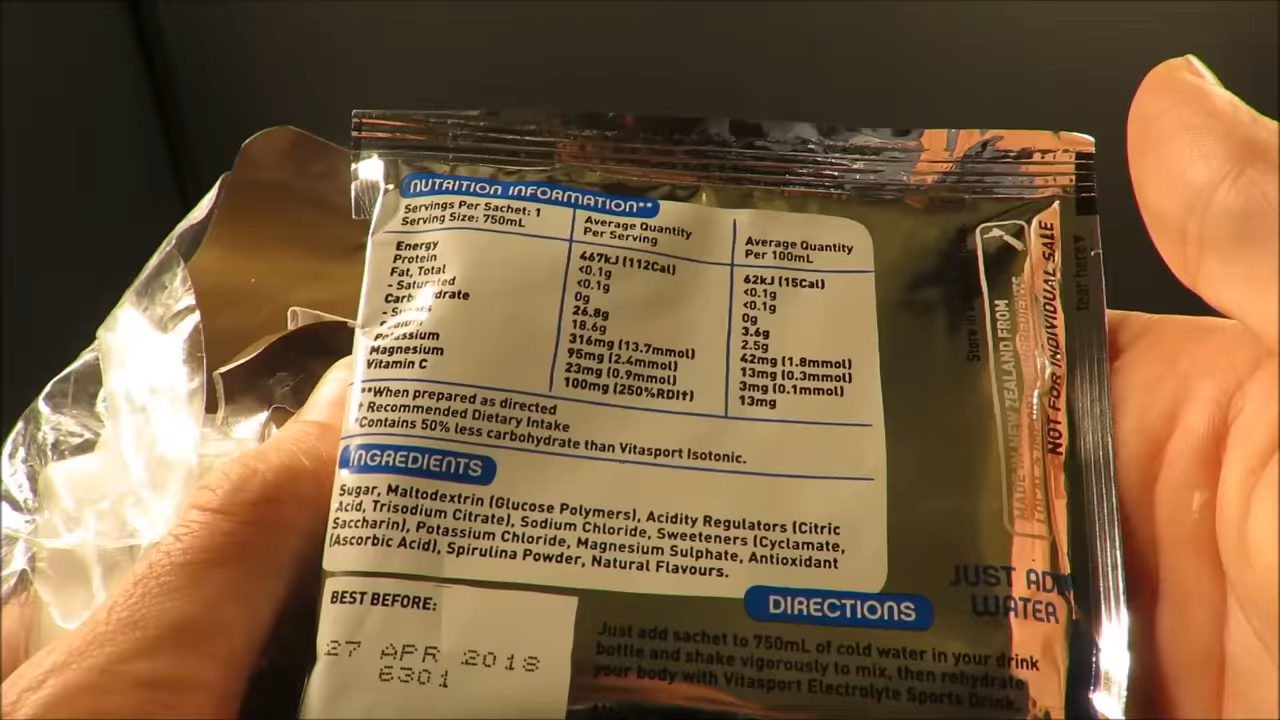 NUTRITION INFORMATION**
Servings Per Sachet: 1
Serving Size: 750mL
Average Quantity
Per Serving
Average Quantity
Per 100mL
Energy 467kJ (112Cal) 62kJ (15Cal)
Protein <0.1g <0.1g
Fat, Total <0.1g <0.1g
- Saturated 0g 0g
Carbohydrate 26.8g 3.6g
- Sugars 18.6g 2.5g
Sodium 316mg (13.7mmol) 42mg (1.8mmol)
Potassium 95mg (2.4mmol) 13mg (0.3mmol)
Magnesium 23mg (0.9mmol) 3mg (0.1mmol)
Vitamin C 100mg (250%RDI†) 13mg
**When prepared as directed
† Recommended Dietary Intake
*Contains 50% less carbohydrate than Vitasport Isotonic.
INGREDIENTS
Sugar, Maltodextrin (Glucose Polymers), Acidity Regulators (Citric
Acid, Trisodium Citrate), Sodium Chloride, Sweeteners (Cyclamate,
Saccharin), Potassium Chloride, Magnesium Sulphate, Antioxidant
(Ascorbic Acid), Spirulina Powder, Natural Flavours.
BEST BEFORE:
27 APR 2018
6301
DIRECTIONS
Just add sachet to 750mL of cold water in your drink
bottle and shake vigorously to mix, then rehydrate
your body with Vitasport Electrolyte Sports Drink.
JUST ADD
WATER
Store in a
MADE IN NEW ZEALAND FROM
INGREDIENTS
NOT FOR INDIVIDUAL SALE
tear here